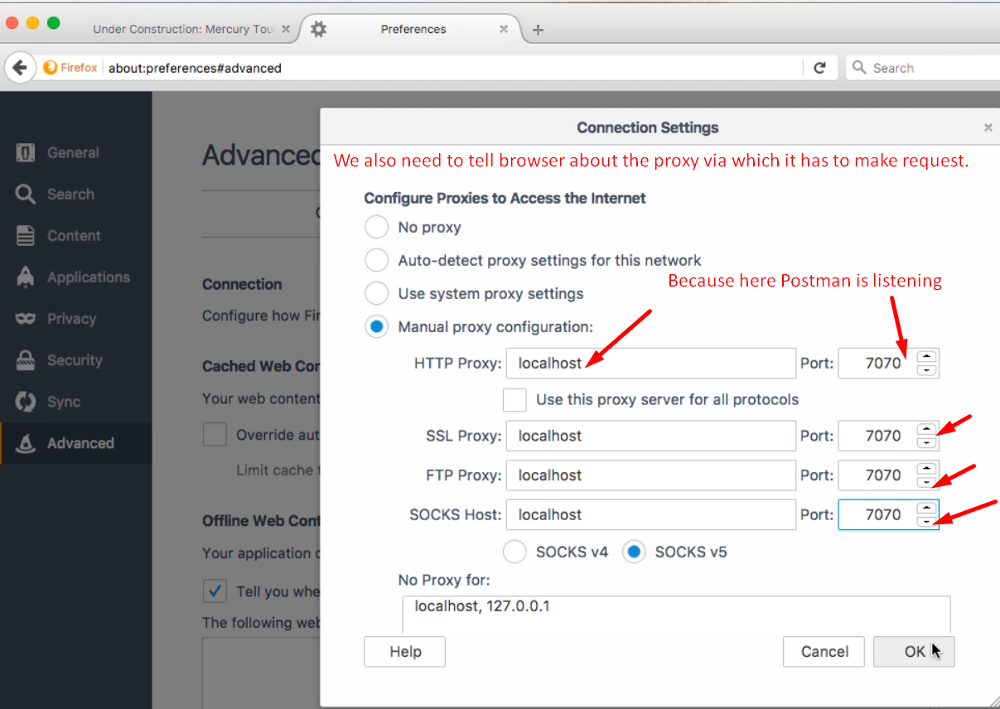 Under Construction: Mercury Tou
Preferences
Firefox
about:preferences#advanced
Search
General
Search
Content
Applications
Privacy
Security
Sync
Advanced
Advanced
Connection
Configure how Fir
Cached Web Con
Your web content
Override aut
Limit cache
Offline Web Cont
Your application
Tell you whe
The following web
Connection Settings
We also need to tell browser about the proxy via which it has to make request.
Configure Proxies to Access the Internet
No proxy
Auto-detect proxy settings for this network
Because here Postman is listening
Use system proxy settings
Manual proxy configuration:
HTTP Proxy: localhost Port: 7070
Use this proxy server for all protocols
SSL Proxy: localhost Port: 7070
FTP Proxy: localhost Port: 7070
SOCKS Host: localhost Port: 7070
SOCKS v4 SOCKS v5
No Proxy for:
localhost, 127.0.0.1
Help Cancel OK